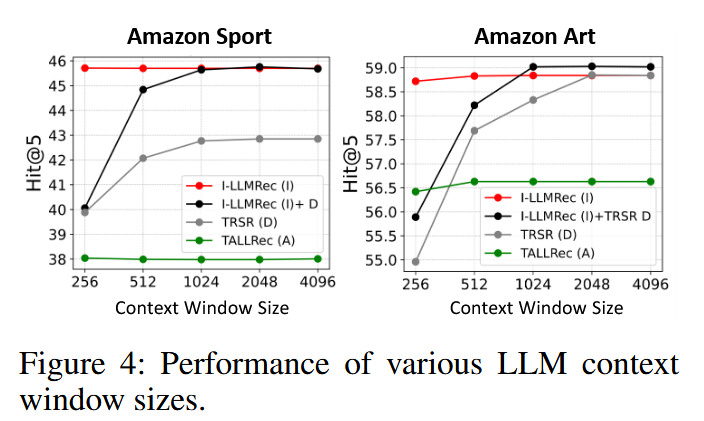 Amazon Sport
Hit@5
46
45
46
43
42
41
40
39
38
I-LLMRec (I)
I-LLMRec (I)+ D
TRSR (D)
TALLRec (A)
256 512 1024 2048 4096
Context Window Size
Amazon Art
Hit@5
59.0
58.5
58.0
57.5
57.0
56.5
56.0
55.5
55.0
I-LLMRec (I)
I-LLMRec (I)+TRSR D
TRSR (D)
TALLRec (A)
256 512 1024 2048 4096
Context Window Size
Figure 4: Performance of various LLM context
window sizes.